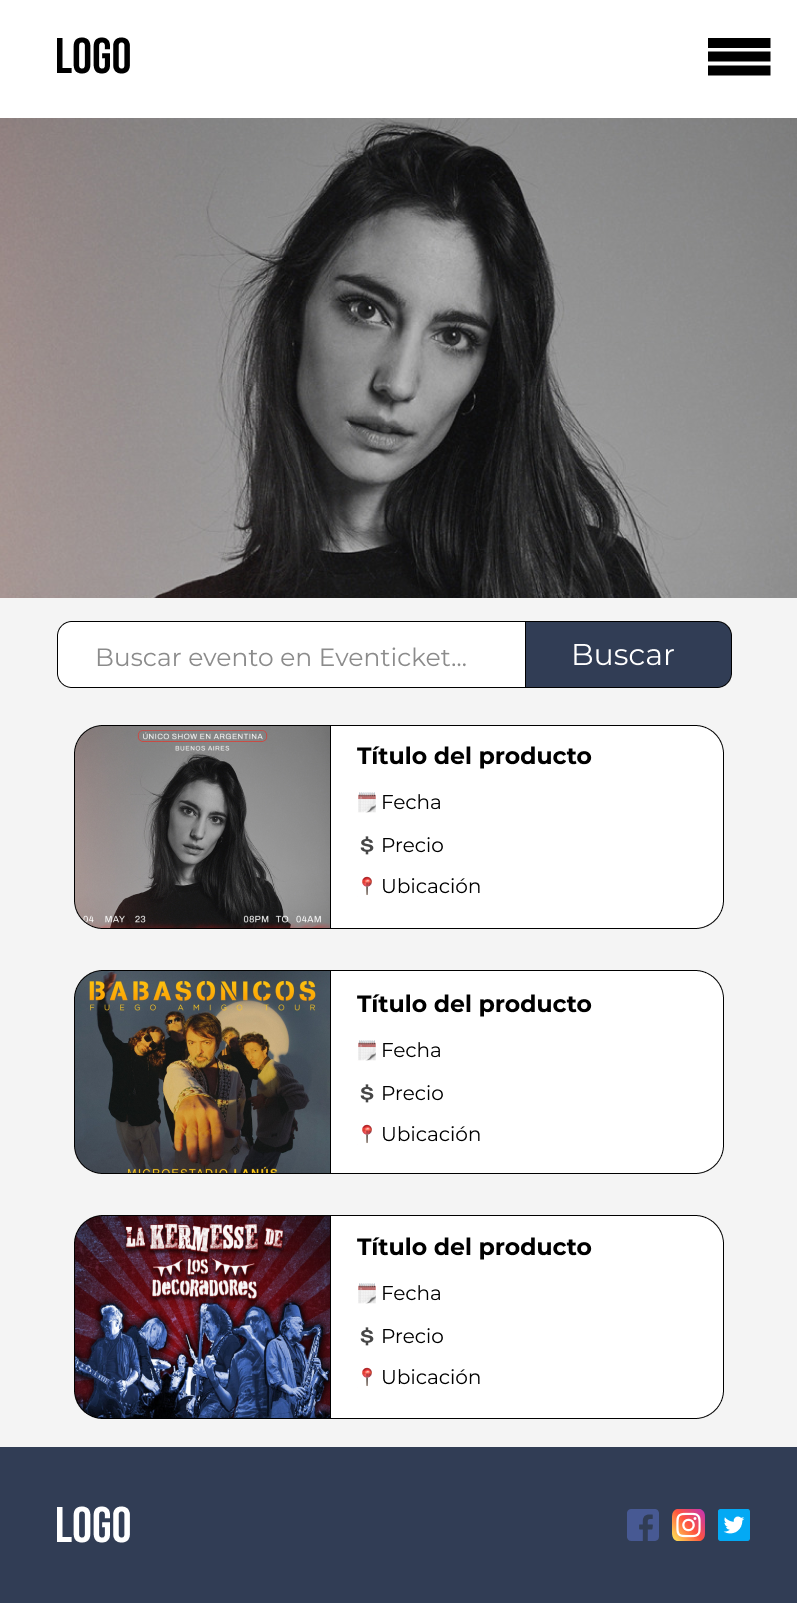 LOGO
Buscar evento en Eventicket...
Buscar
ÚNICO SHOW EN ARGENTINA
BUENOS AIRES
04 MAY 23
08PM TO 04AM
Título del producto
Fecha
Precio
Ubicación
BABASONICOS
FUEGO AMIGO TOUR
MICROESTADIO LANÚS
Título del producto
Fecha
Precio
Ubicación
LA KERMESSE DE
LOS
DeCORADORes
Título del producto
Fecha
Precio
Ubicación
LOGO